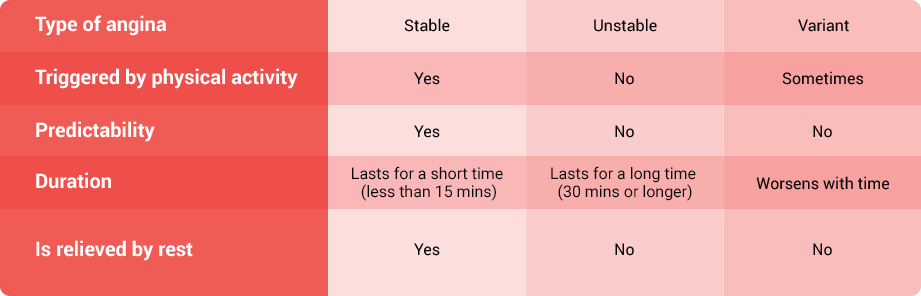 Type of angina Stable Unstable Variant
Triggered by physical activity Yes No Sometimes
Predictability Yes No No
Duration Lasts for a short time (less than 15 mins) Lasts for a long time (30 mins or longer) Worsens with time
Is relieved by rest Yes No No